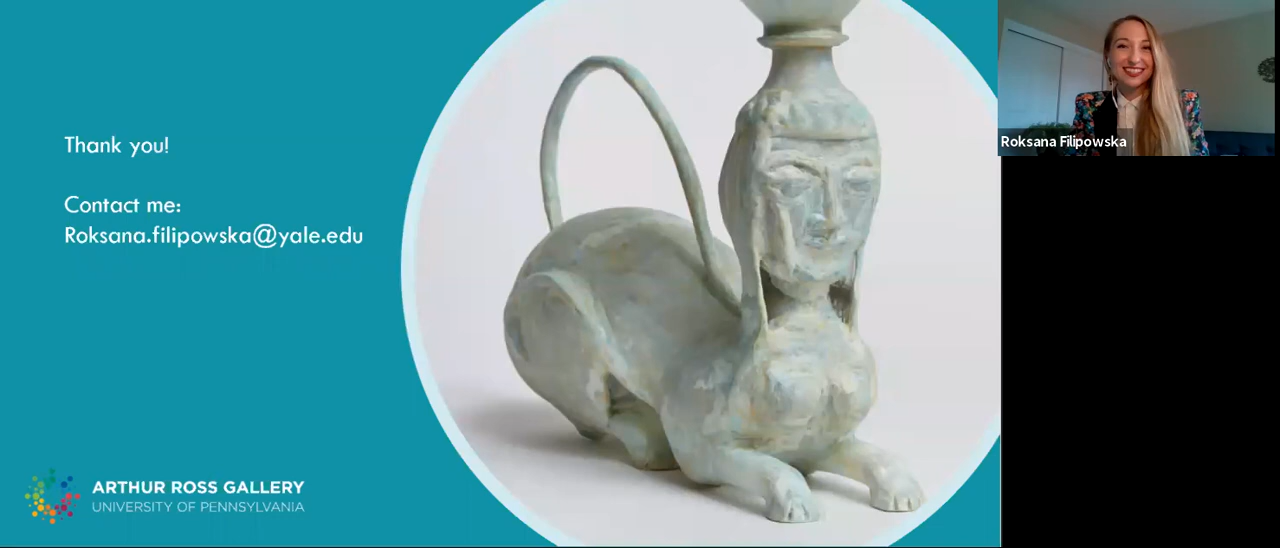 Thank you!
Contact me:
Roksana.filipowska@yale.edu
ARTHUR ROSS GALLERY
UNIVERSITY OF PENNSYLVANIA
Roksana Filipowska